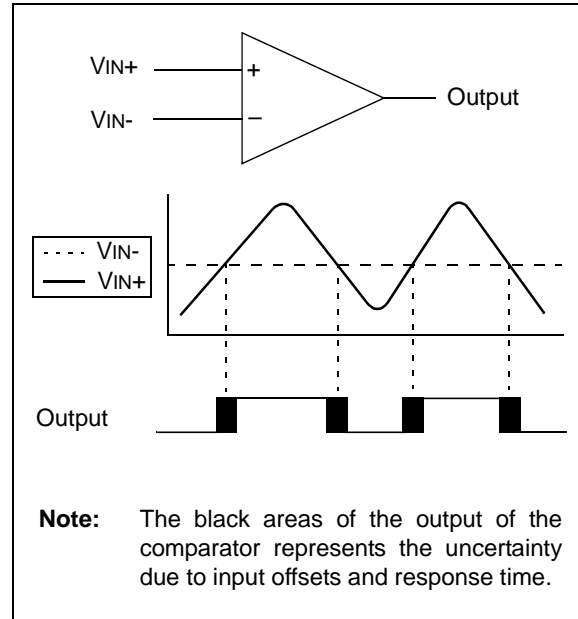 VIN+
+
Output
VIN-
–
VIN-
VIN+
Output
Note: The black areas of the output of the
comparator represents the uncertainty
due to input offsets and response time.